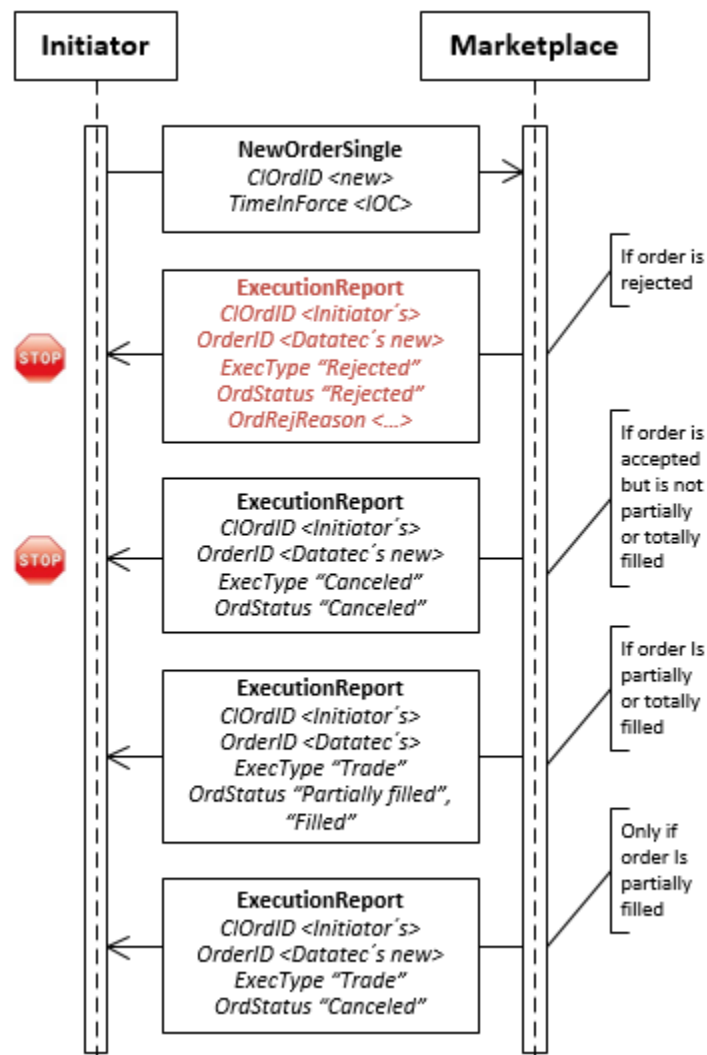 Initiator
Marketplace
NewOrderSingle
ClOrdID <new>
TimeInForce <IOC>
If order is
rejected
ExecutionReport
ClOrdID <Initiator´s>
OrderID <Datatec´s new>
ExecType “Rejected”
OrdStatus “Rejected”
OrdRejReason <...>
STOP
If order is
accepted
but is not
partially
or totally
filled
ExecutionReport
ClOrdID <Initiator´s>
OrderID <Datatec´s new>
ExecType “Canceled”
OrdStatus “Canceled”
STOP
If order Is
partially
or totally
filled
ExecutionReport
ClOrdID <Initiator´s>
OrderID <Datatec´s>
ExecType “Trade”
OrdStatus “Partially filled”,
“Filled”
Only if
order Is
partially
filled
ExecutionReport
ClOrdID <Initiator´s>
OrderID <Datatec´s new>
ExecType “Trade”
OrdStatus “Canceled”